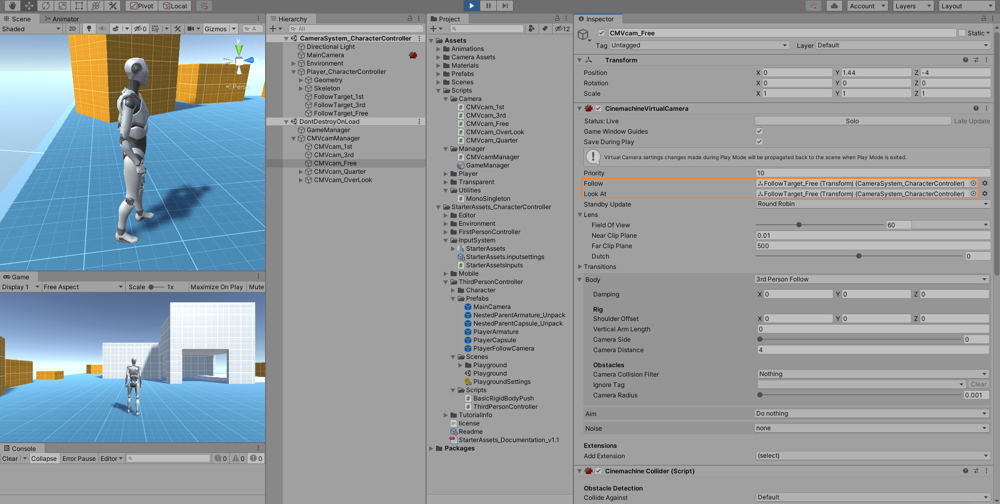 Pivot
Local
Account
Layers
Layout
Scene
Animator
Shaded
2D
0
Gizmos
A
y
z
Persp
Game
Display 1
Free Aspect
Scale
1x
Maximize On Play
Mute
Console
Clear
Collapse
Error Pause
Editor
0
0
0
Hierarchy
All
CameraSystem_CharacterController
Directional Light
MainCamera
Environment
Player_CharacterController
Geometry
Skeleton
FollowTarget_1st
FollowTarget_3rd
FollowTarget_Free
DontDestroyOnLoad
GameManager
CMVcamManager
CMVcam_1st
CMVcam_3rd
CMVcam_Free
CMVcam_Quarter
CMVcam_OverLook
Project
12
Assets
Animations
Camera Assets
Materials
Prefabs
Scenes
Scripts
Camera
CMVcam_1st
CMVcam_3rd
CMVcam_Free
CMVcam_OverLook
CMVcam_Quarter
Manager
CMVcamManager
GameManager
Player
Transparent
Utilities
MonoSingleton
StarterAssets_CharacterController
Editor
Environment
FirstPersonController
InputSystem
StarterAssets
StarterAssets.inputsettings
StarterAssetsInputs
Mobile
ThirdPersonController
Character
Prefabs
MainCamera
NestedParentArmature_Unpack
NestedParentCapsule_Unpack
PlayerArmature
PlayerCapsule
PlayerFollowCamera
Scenes
Playground
Playground
PlaygroundSettings
Scripts
BasicRigidBodyPush
ThirdPersonController
TutorialInfo
license
Readme
StarterAssets_Documentation_v1.1
Packages
Inspector
CMVcam_Free
Static
Tag Untagged
Layer Default
Transform
Position X 0 Y 1.44 Z -4
Rotation X 0 Y 0 Z 0
Scale X 1 Y 1 Z 1
CinemachineVirtualCamera
Status: Live Solo Late Update
Game Window Guides
Save During Play
Virtual Camera settings changes made during Play Mode will be propagated back to the scene when Play Mode is exited.
Priority 10
Follow FollowTarget_Free (Transform) (CameraSystem_CharacterController)
Look At FollowTarget_Free (Transform) (CameraSystem_CharacterController)
Standby Update Round Robin
Lens
Field Of View 60
Near Clip Plane 0.01
Far Clip Plane 500
Dutch 0
Transitions
Body 3rd Person Follow
Damping X 0 Y 0 Z 0
Rig
Shoulder Offset X 0 Y 0 Z 0
Vertical Arm Length 0
Camera Side 0
Camera Distance 4
Obstacles
Camera Collision Filter Nothing
Ignore Tag Clear
Camera Radius 0.001
Aim Do nothing
Noise none
Extensions
Add Extension (select)
Cinemachine Collider (Script)
Obstacle Detection
Collide Against Default